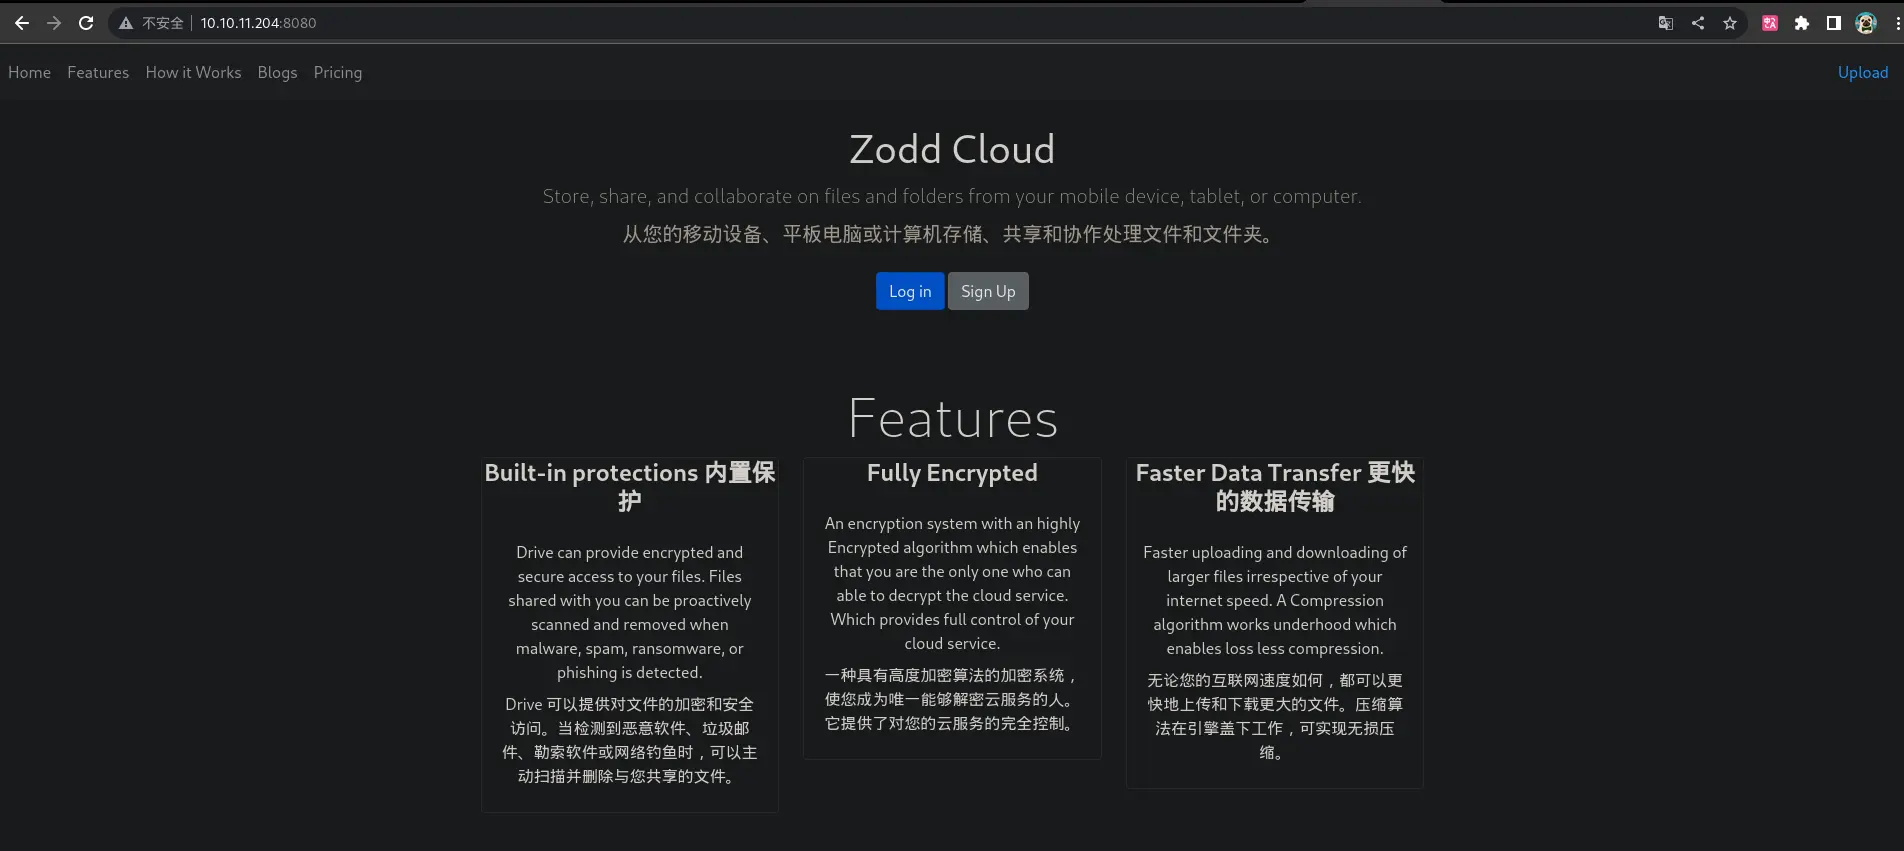 不安全 10.10.11.204:8080
Home Features How it Works Blogs Pricing Upload
Zodd Cloud
Store, share, and collaborate on files and folders from your mobile device, tablet, or computer.
从您的移动设备、平板电脑或计算机存储、共享和协作处理文件和文件夹。
Log in Sign Up
Features
Built-in protections 内置保
护
Drive can provide encrypted and
secure access to your files. Files
shared with you can be proactively
scanned and removed when
malware, spam, ransomware, or
phishing is detected.
Drive 可以提供对文件的加密和安全
访问。当检测到恶意软件、垃圾邮
件、勒索软件或网络钓鱼时，可以主
动扫描并删除与您共享的文件。
Fully Encrypted
An encryption system with an highly
Encrypted algorithm which enables
that you are the only one who can
able to decrypt the cloud service.
Which provides full control of your
cloud service.
一种具有高度加密算法的加密系统，
使您成为唯一能够解密云服务的人。
它提供了对您的云服务的完全控制。
Faster Data Transfer 更快
的数据传输
Faster uploading and downloading of
larger files irrespective of your
internet speed. A Compression
algorithm works underhood which
enables loss less compression.
无论您的互联网速度如何，都可以更
快地上传和下载更大的文件。压缩算
法在引擎盖下工作，可实现无损压
缩。